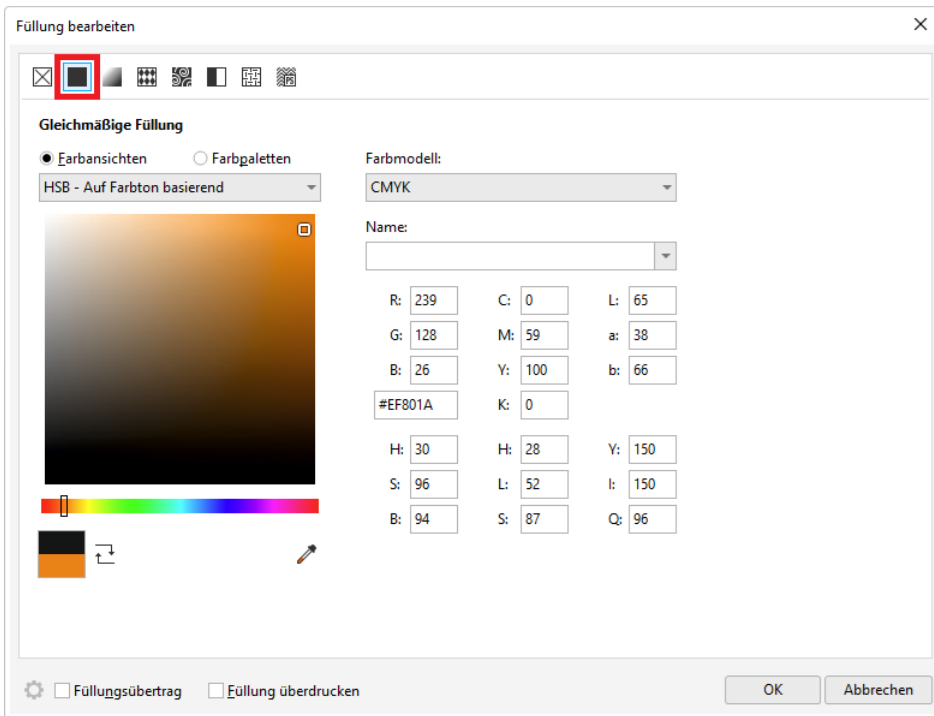 Füllung bearbeiten
PS
Gleichmäßige Füllung
Farbansichten Farbpaletten Farbmodell:
HSB - Auf Farbton basierend CMYK
Name:
R: 239 C: 0 L: 65
G: 128 M: 59 a: 38
B: 26 Y: 100 b: 66
#EF801A K: 0
H: 30 H: 28 Y: 150
S: 96 L: 52 I: 150
B: 94 S: 87 Q: 96
Füllungsübertrag Füllung überdrucken OK Abbrechen